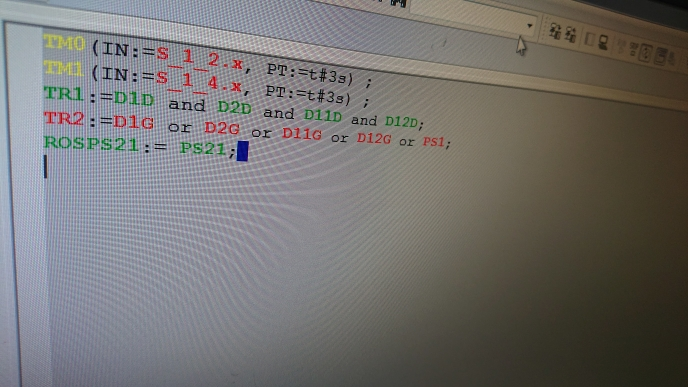 TM0(IN:=S_1_2.x, PT:=t#3s) ;
TM1(IN:=S_1_4.x, PT:=t#3s) ;
TR1:=D1D and D2D and D11D and D12D;
TR2:=D1G or D2G or D11G or D12G or PS1;
ROSPS21:= PS21;